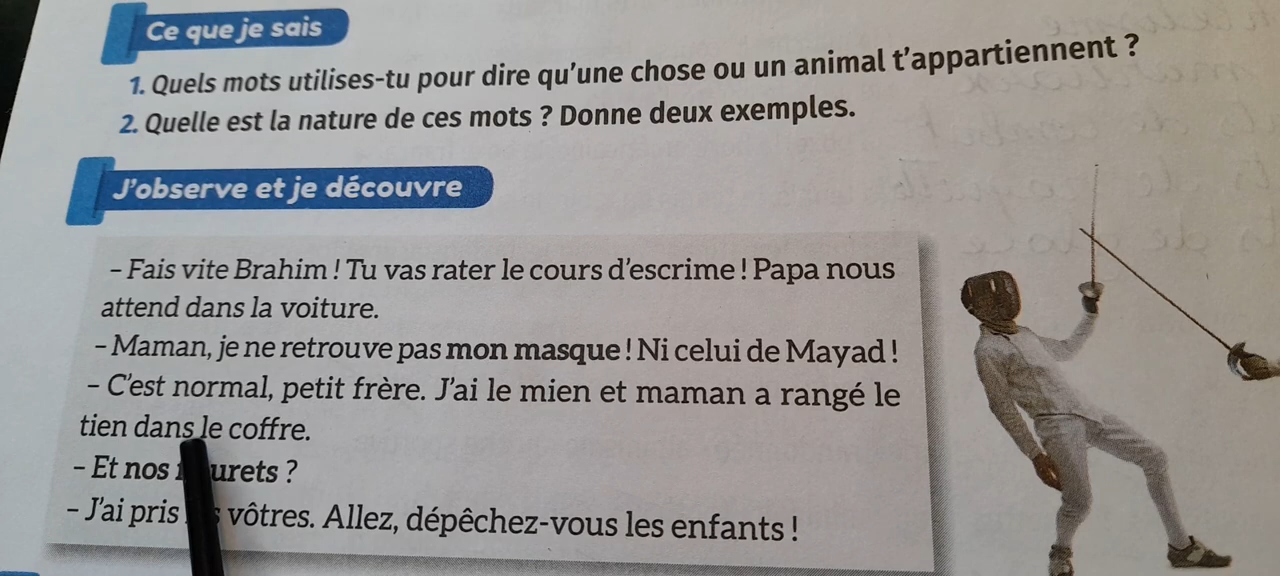 Ce que je sais
1. Quels mots utilises-tu pour dire qu'une chose ou un animal t'appartiennent ?
2. Quelle est la nature de ces mots ? Donne deux exemples.
J'observe et je découvre
– Fais vite Brahim ! Tu vas rater le cours d'escrime ! Papa nous
attend dans la voiture.
– Maman, je ne retrouve pas mon masque ! Ni celui de Mayad !
– C'est normal, petit frère. J'ai le mien et maman a rangé le
tien dans le coffre.
– Et nos ?
– J'ai pris vôtres. Allez, dépêchez-vous les enfants !